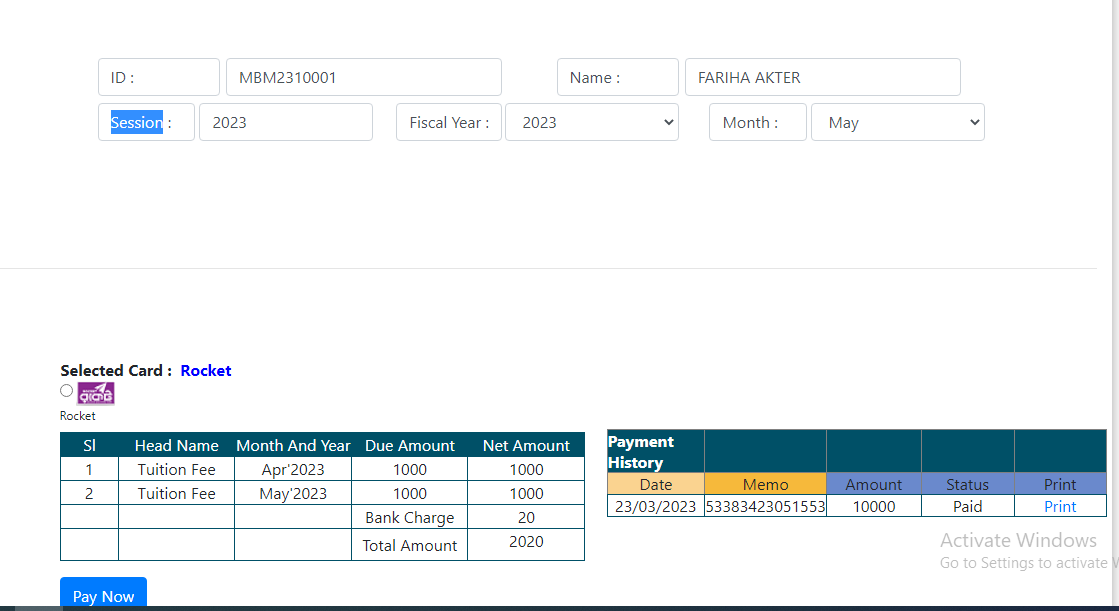 ID : MBM2310001 Name : FARIHA AKTER
Session : 2023 Fiscal Year : 2023 Month : May
Selected Card : Rocket
রকেট
Rocket
Sl Head Name Month And Year Due Amount Net Amount
1 Tuition Fee Apr'2023 1000 1000
2 Tuition Fee May'2023 1000 1000
Bank Charge 20
Total Amount 2020
Pay Now
Payment
History
Date Memo Amount Status Print
23/03/2023 53383423051553 10000 Paid Print
Activate Windows
Go to Settings to activate